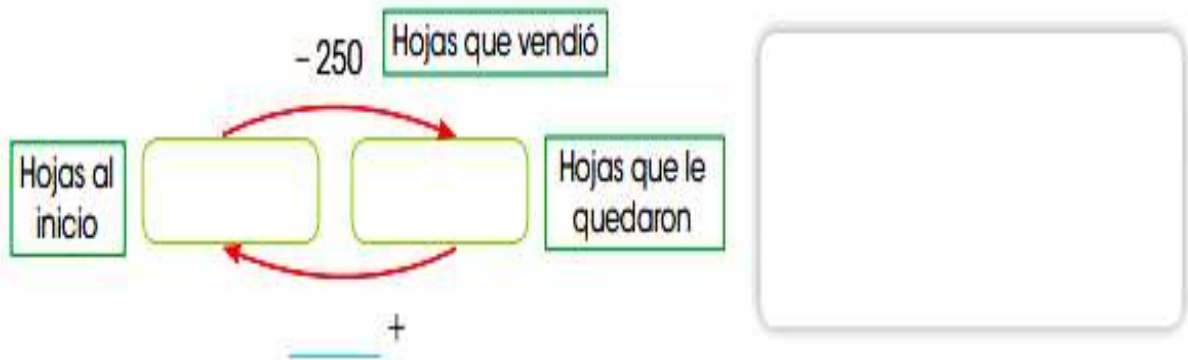 – 250
Hojas que vendió
Hojas al
inicio
Hojas que le
quedaron
+